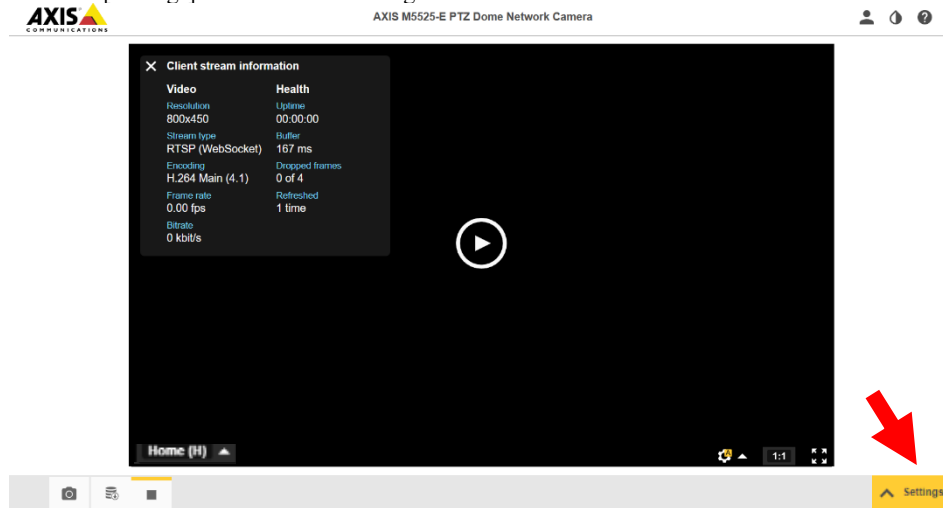 AXIS
COMMUNICATIONS
AXIS M5525-E PTZ Dome Network Camera
Client stream information
Video
Health
Resolution
Uptime
800x450
00:00:00
Stream type
Buffer
RTSP (WebSocket)
167 ms
Encoding
Dropped frames
H.264 Main (4.1)
0 of 4
Frame rate
Refreshed
0.00 fps
1 time
Bitrate
0 kbit/s
Home (H)
1:1
Settings